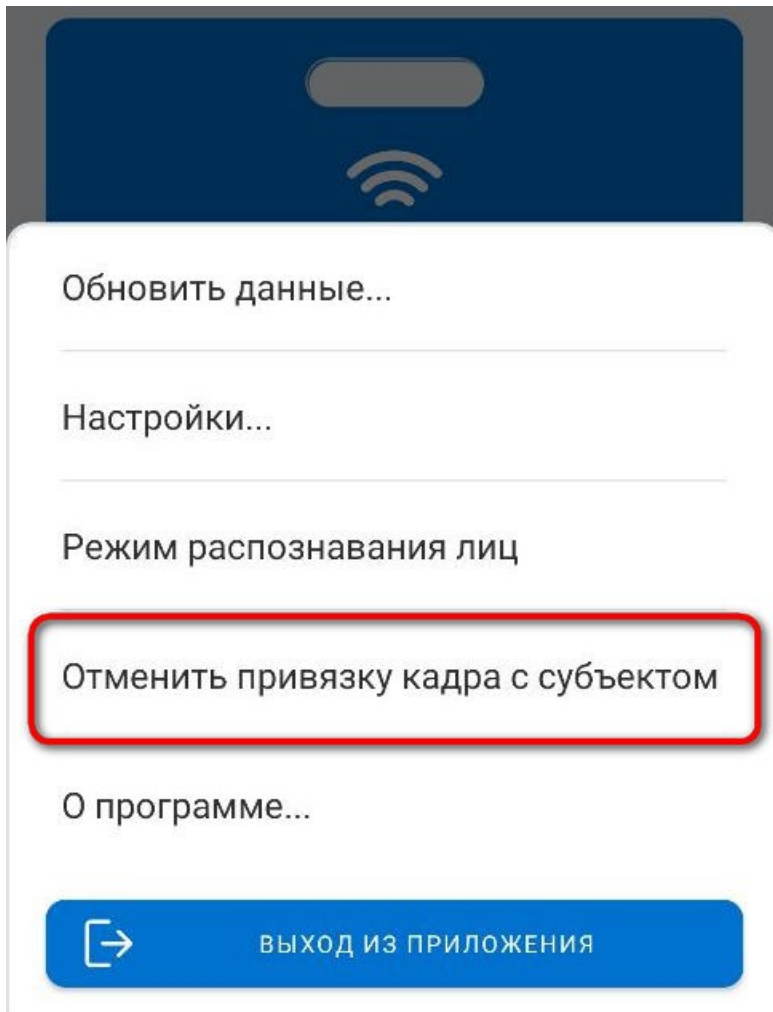 Обновить данные...
Настройки...
Режим распознавания лиц
Отменить привязку кадра с субъектом
О программе...
ВЫХОД ИЗ ПРИЛОЖЕНИЯ